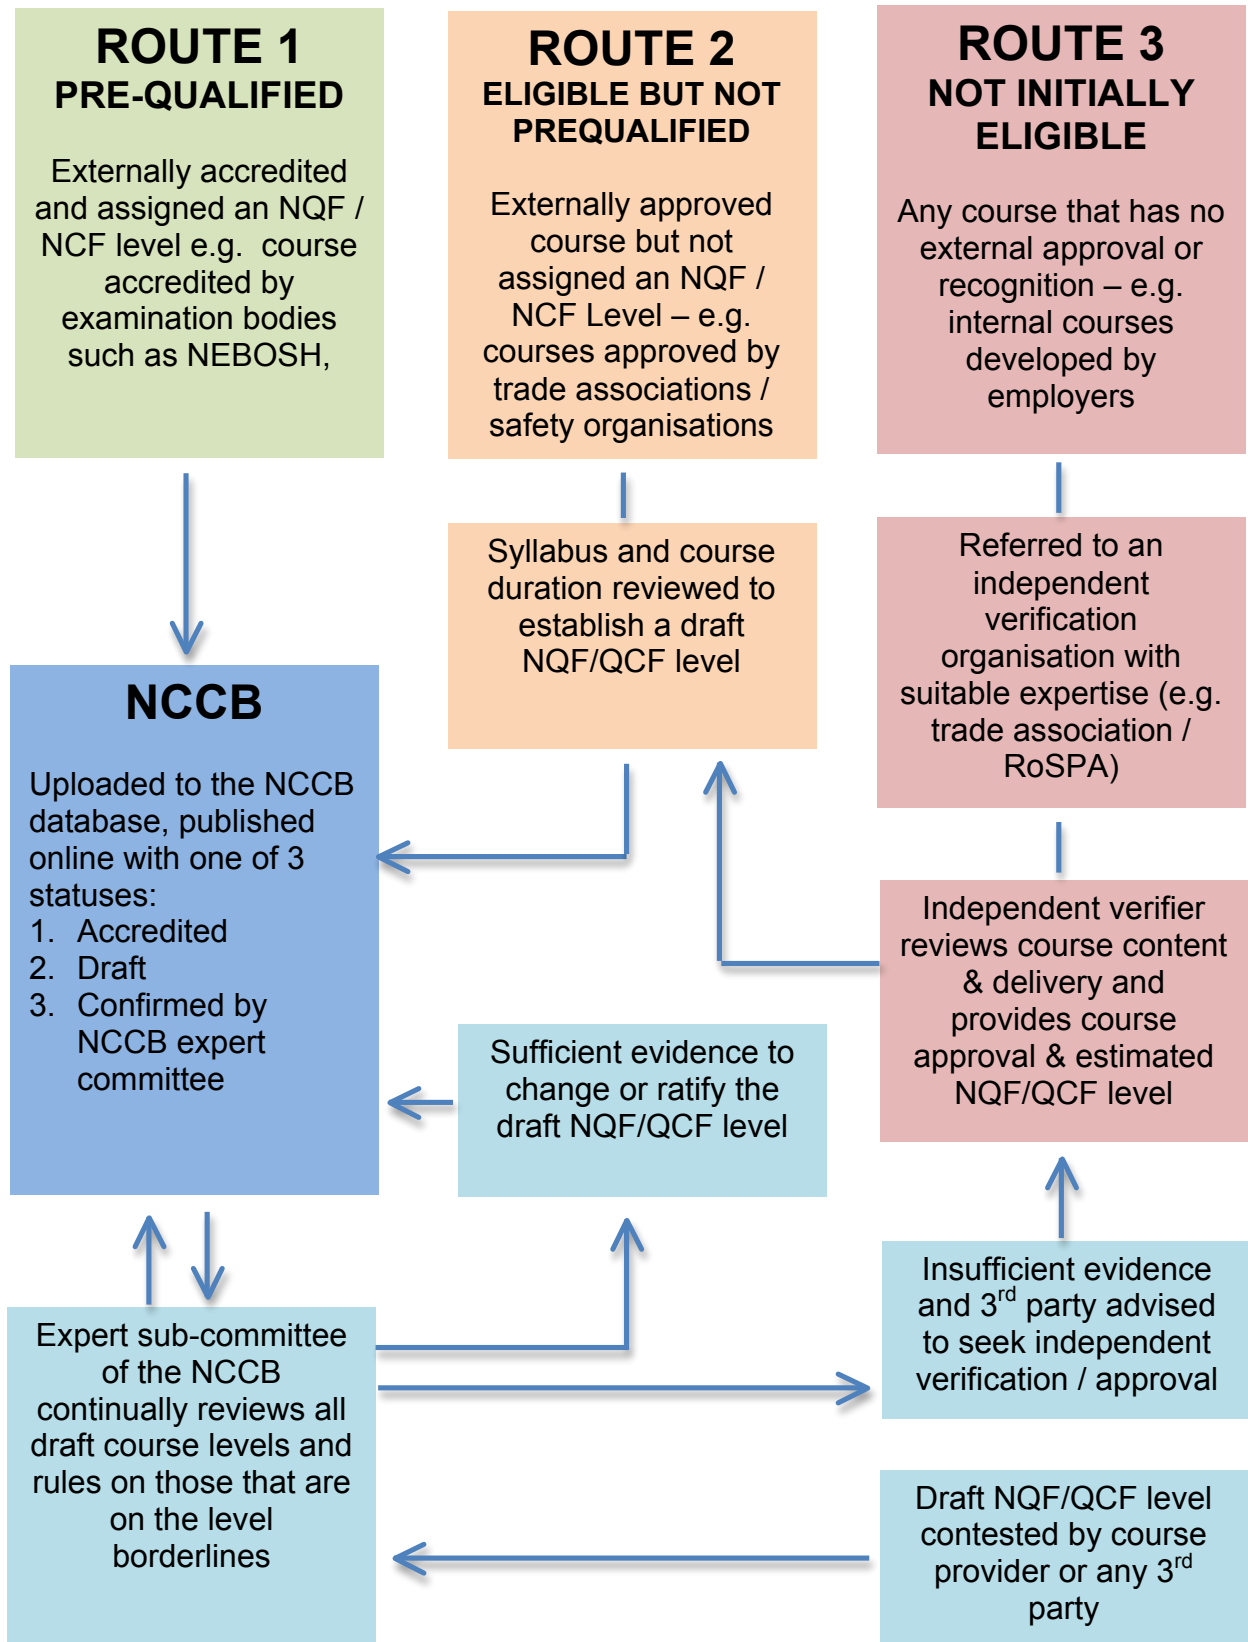 ROUTE 1
PRE-QUALIFIED
Externally accredited
and assigned an NQF /
NCF level e.g. course
accredited by
examination bodies
such as NEBOSH,
ROUTE 2
ELIGIBLE BUT NOT
PREQUALIFIED
Externally approved
course but not
assigned an NQF /
NCF Level – e.g.
courses approved by
trade associations /
safety organisations
ROUTE 3
NOT INITIALLY
ELIGIBLE
Any course that has no
external approval or
recognition – e.g.
internal courses
developed by
employers
Syllabus and course
duration reviewed to
establish a draft
NQF/QCF level
Referred to an
independent
verification
organisation with
suitable expertise (e.g.
trade association /
RoSPA)
NCCB
Uploaded to the NCCB
database, published
online with one of 3
statuses:
1. Accredited
2. Draft
3. Confirmed by
NCCB expert
committee
Independent verifier
reviews course content
& delivery and
provides course
approval & estimated
NQF/QCF level
Sufficient evidence to
change or ratify the
draft NQF/QCF level
Insufficient evidence
and 3rd party advised
to seek independent
verification / approval
Expert sub-committee
of the NCCB
continually reviews all
draft course levels and
rules on those that are
on the level
borderlines
Draft NQF/QCF level
contested by course
provider or any 3rd
party